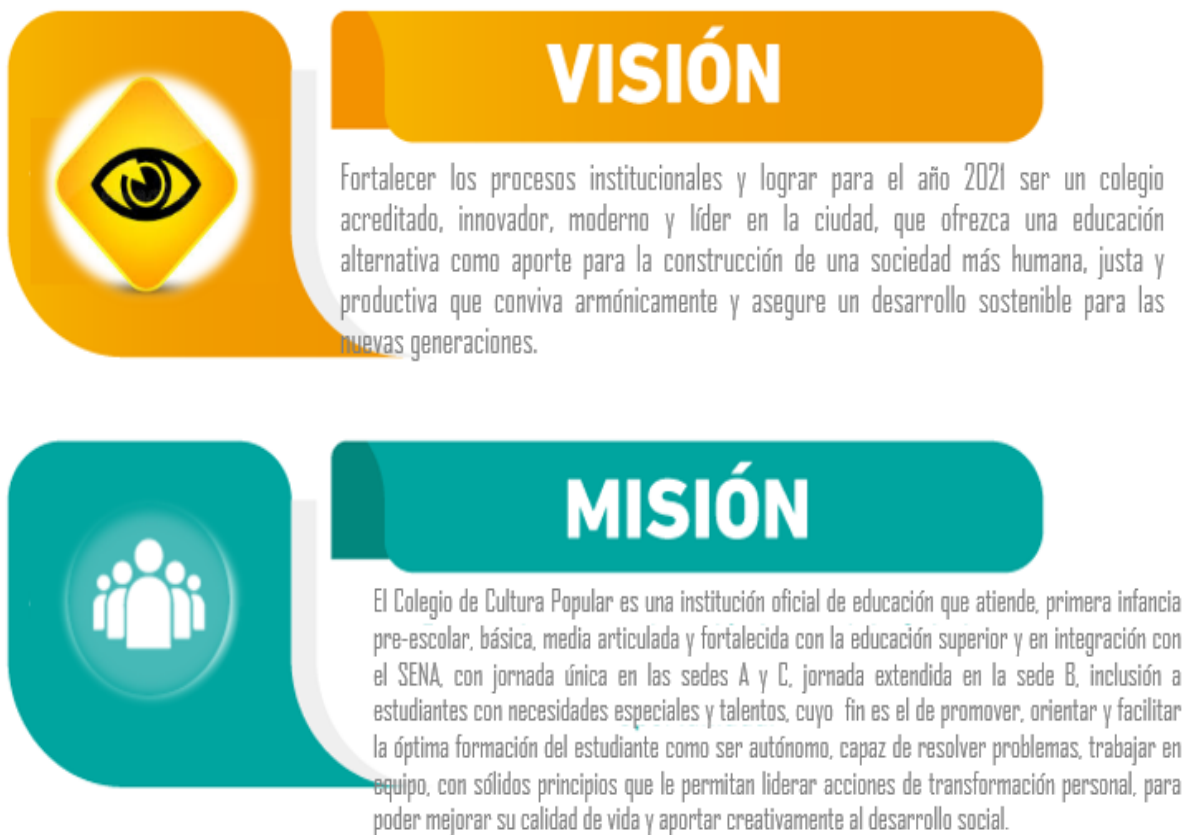 VISIÓN
Fortalecer los procesos institucionales y lograr para el año 2021 ser un colegio
acreditado, innovador, moderno y líder en la ciudad, que ofrezca una educación
alternativa como aporte para la construcción de una sociedad más humana, justa y
productiva que conviva armónicamente y asegure un desarrollo sostenible para las
nuevas generaciones.
MISIÓN
El Colegio de Cultura Popular es una institución oficial de educación que atiende, primera infancia
pre-escolar, básica, media articulada y fortalecida con la educación superior y en integración con
el SENA, con jornada única en las sedes A y C, jornada extendida en la sede B, inclusión a
estudiantes con necesidades especiales y talentos, cuyo fin es el de promover, orientar y facilitar
la óptima formación del estudiante como ser autónomo, capaz de resolver problemas, trabajar en
equipo, con sólidos principios que le permitan liderar acciones de transformación personal, para
poder mejorar su calidad de vida y aportar creativamente al desarrollo social.